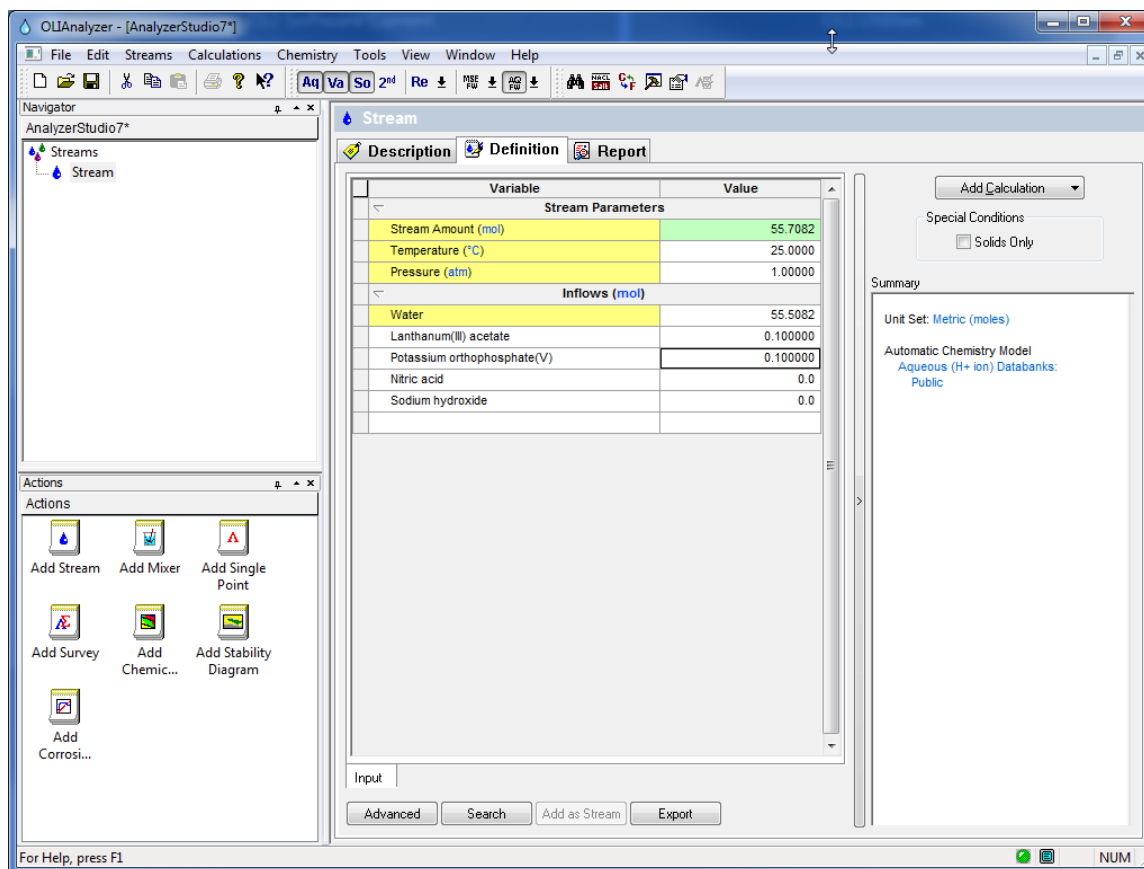 OLIAnalyzer - [AnalyzerStudio7*]
File Edit Streams Calculations Chemistry Tools View Window Help
Aq Va So 2nd Re MSE FW AQ FW
Navigator
AnalyzerStudio7*
Streams
Stream
Stream
Description Definition Report
Variable Value
Stream Parameters
Stream Amount (mol) 55.7082
Temperature (°C) 25.0000
Pressure (atm) 1.00000
Inflows (mol)
Water 55.5082
Lanthanum(III) acetate 0.100000
Potassium orthophosphate(V) 0.100000
Nitric acid 0.0
Sodium hydroxide 0.0
Input
Advanced Search Add as Stream Export
Add Calculation
Special Conditions
Solids Only
Summary
Unit Set: Metric (moles)
Automatic Chemistry Model
Aqueous (H+ ion) Databanks:
Public
Actions
Actions
Add Stream Add Mixer Add Single Point
Add Survey Add Chemic... Add Stability Diagram
Add Corrosi...
For Help, press F1 NUM